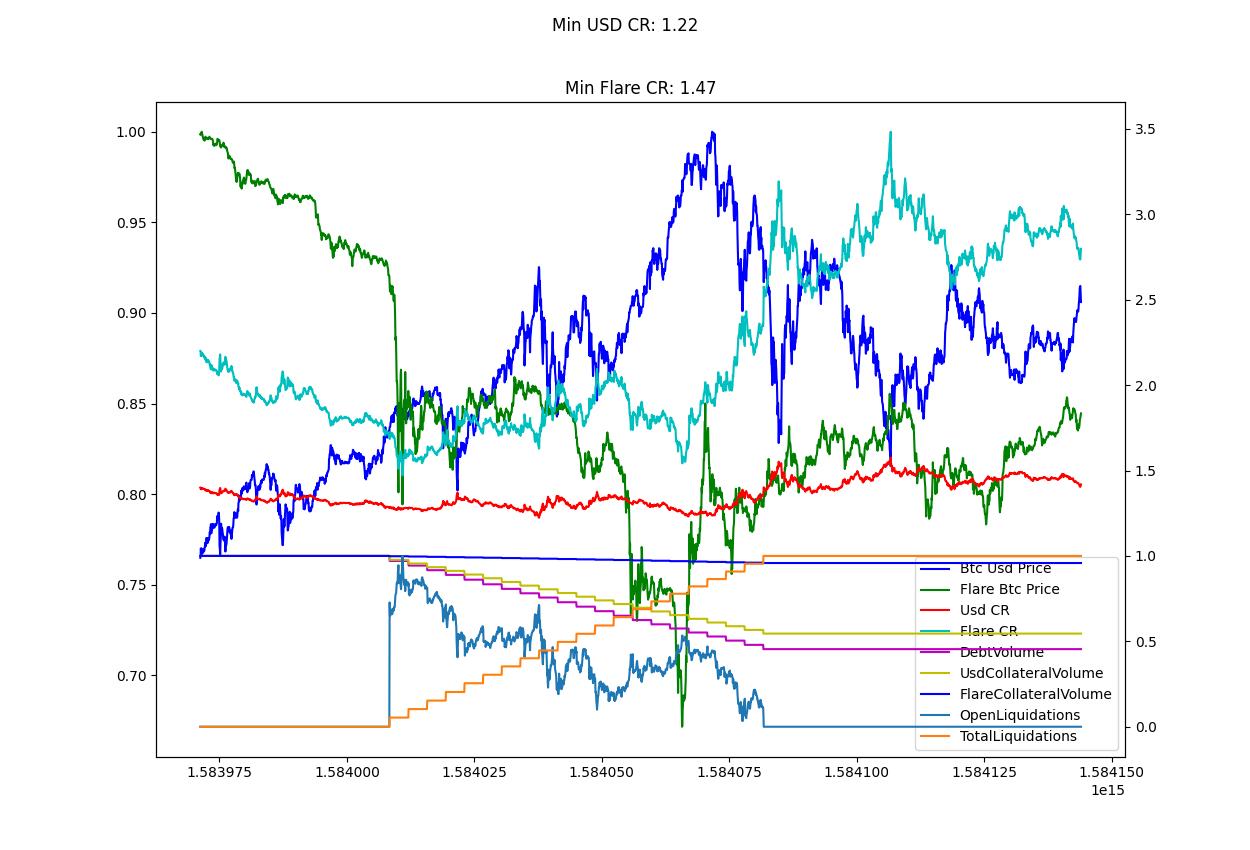 Min USD CR: 1.22
Min Flare CR: 1.47
1.00
0.95
0.90
0.85
0.80
0.75
0.70
3.5
3.0
2.5
2.0
1.5
1.0
0.5
0.0
Btc Usd Price
Flare Btc Price
Usd CR
Flare CR
DebtVolume
UsdCollateralVolume
FlareCollateralVolume
OpenLiquidations
TotalLiquidations
1.583975 1.584000 1.584025 1.584050 1.584075 1.584100 1.584125 1.584150
1e15